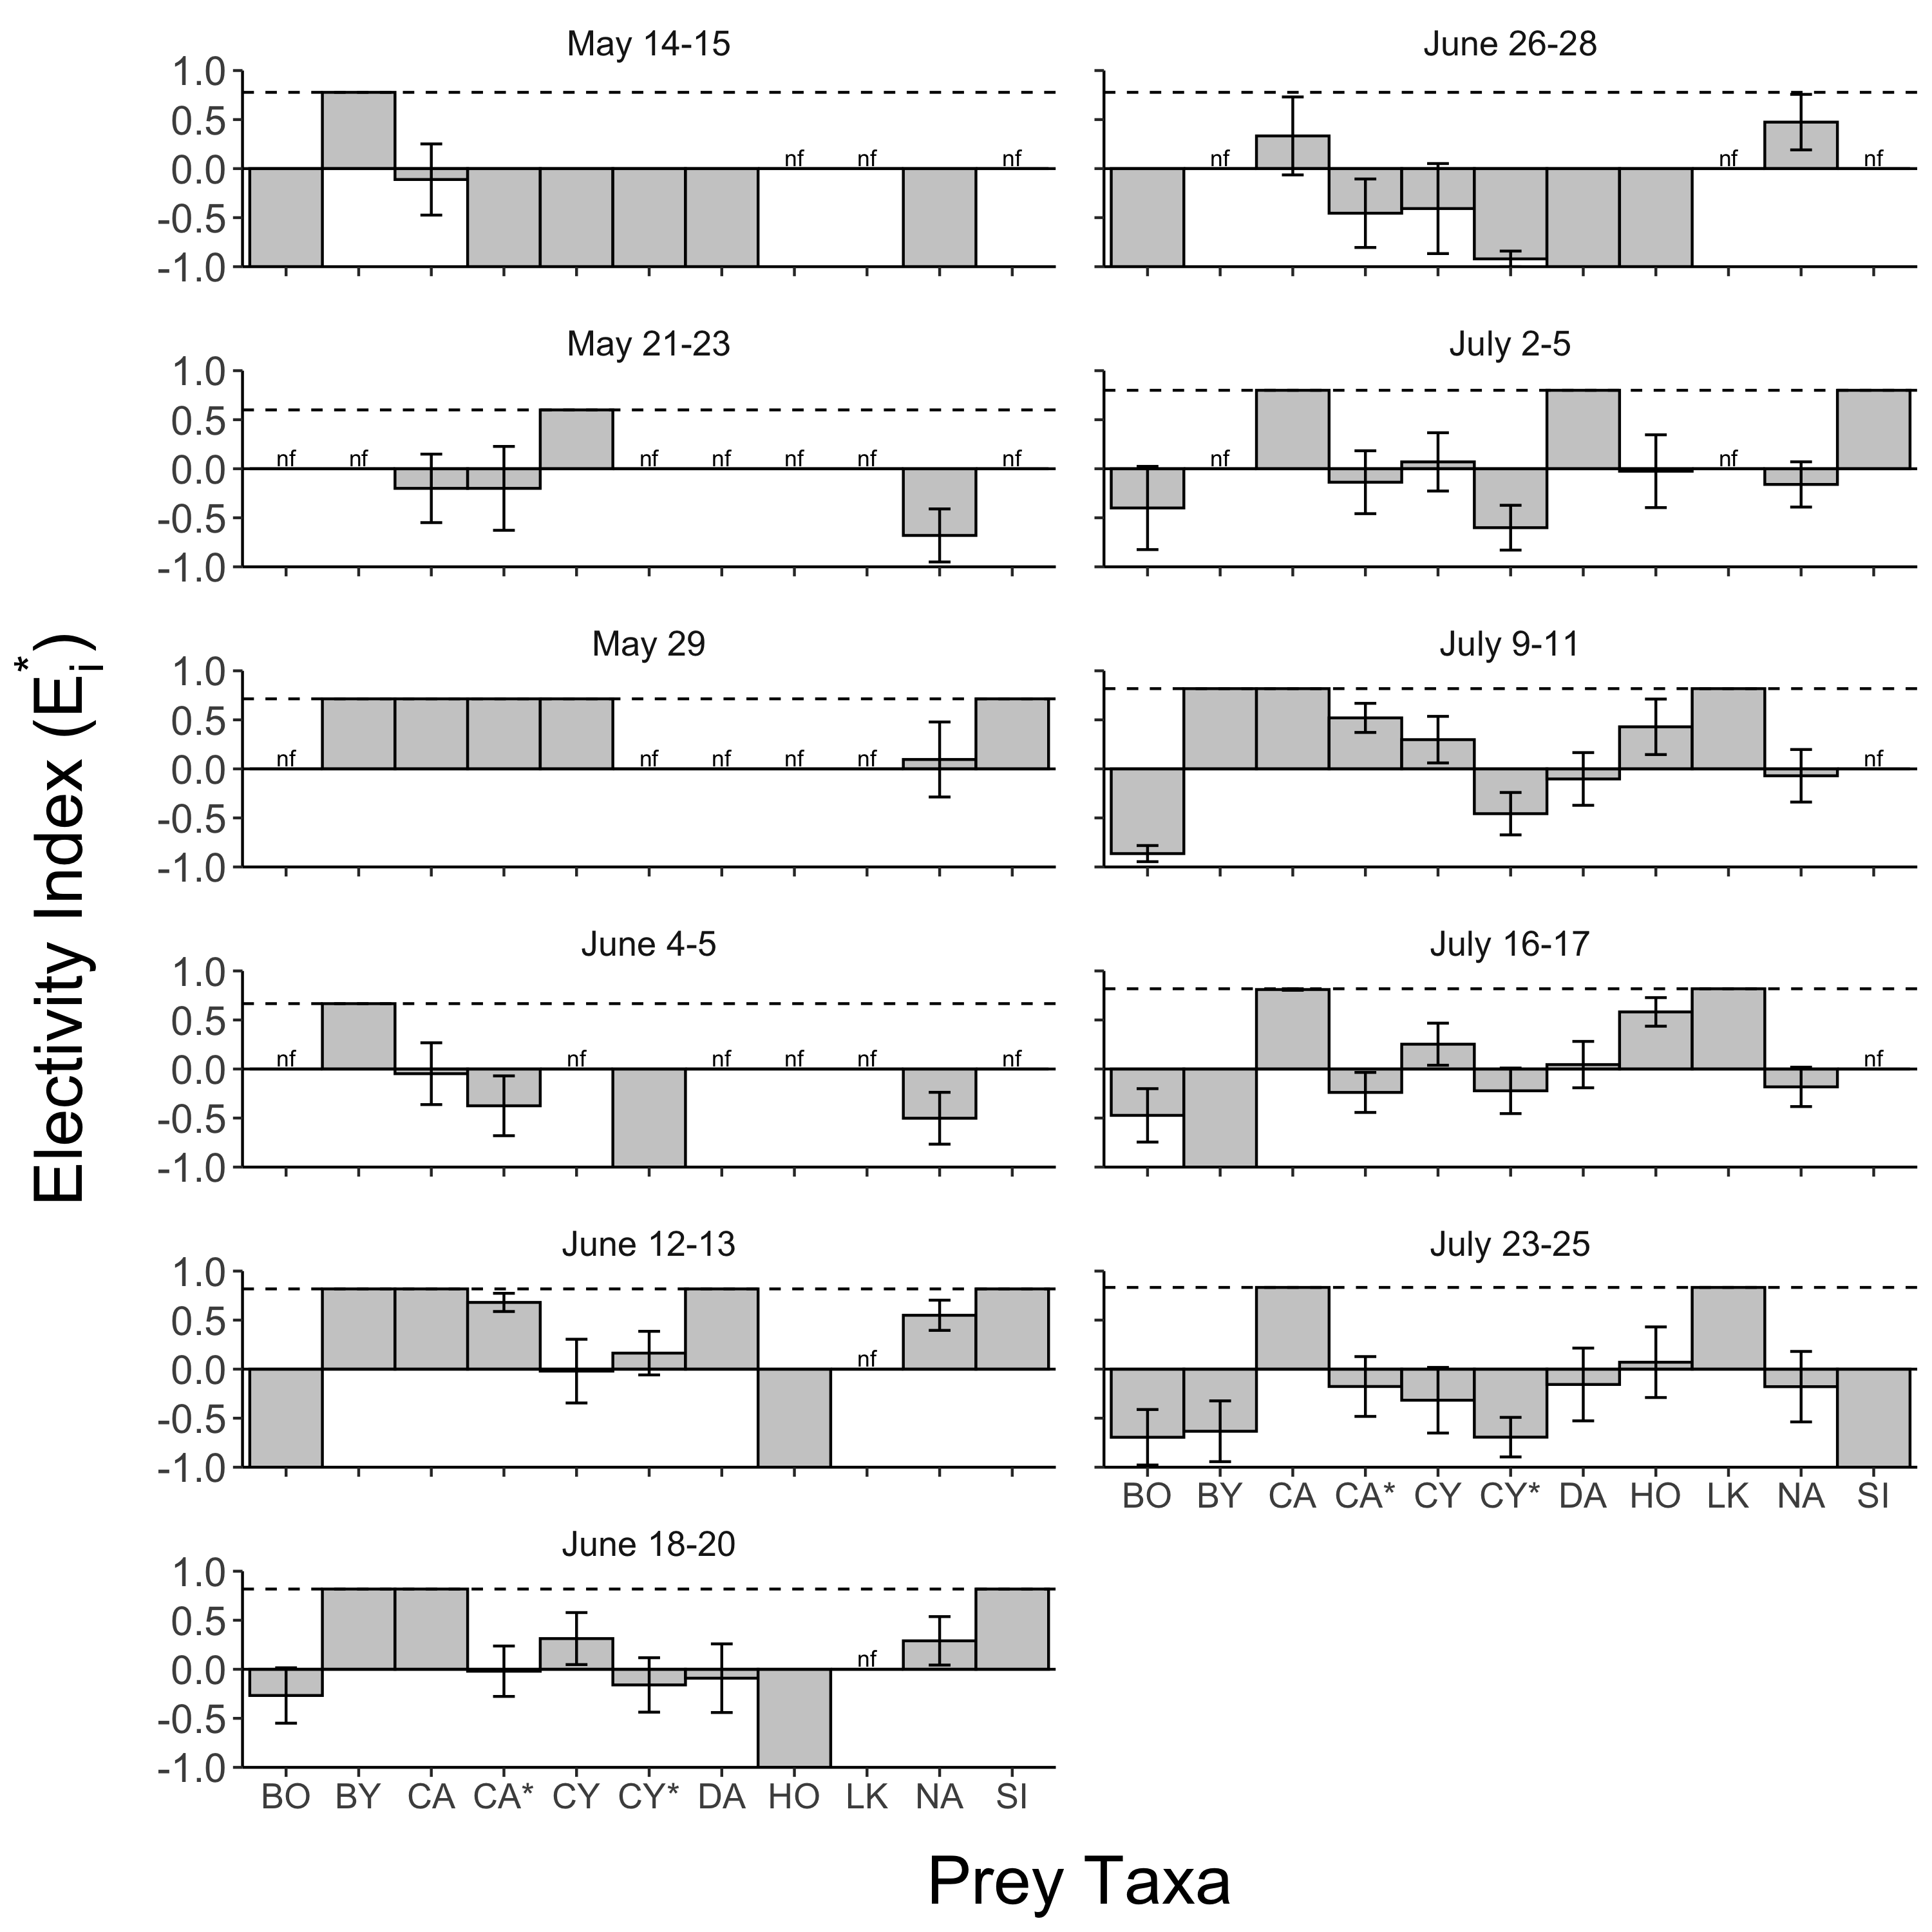 May 14-15
1.0
0.5
0.0
-0.5
-1.0
nf nf nf
May 21-23
1.0
0.5
0.0
-0.5
-1.0
nf nf nf nf nf nf nf
May 29
1.0
0.5
0.0
-0.5
-1.0
nf nf nf nf nf
June 4-5
1.0
0.5
0.0
-0.5
-1.0
nf nf nf nf nf nf
June 12-13
1.0
0.5
0.0
-0.5
-1.0
nf
June 18-20
1.0
0.5
0.0
-0.5
-1.0
nf
BO BY CA CA* CY CY* DA HO LK NA SI
June 26-28
nf nf nf
July 2-5
nf nf
July 9-11
nf
July 16-17
nf
July 23-25
BO BY CA CA* CY CY* DA HO LK NA SI
Electivity Index (E*i)
Prey Taxa